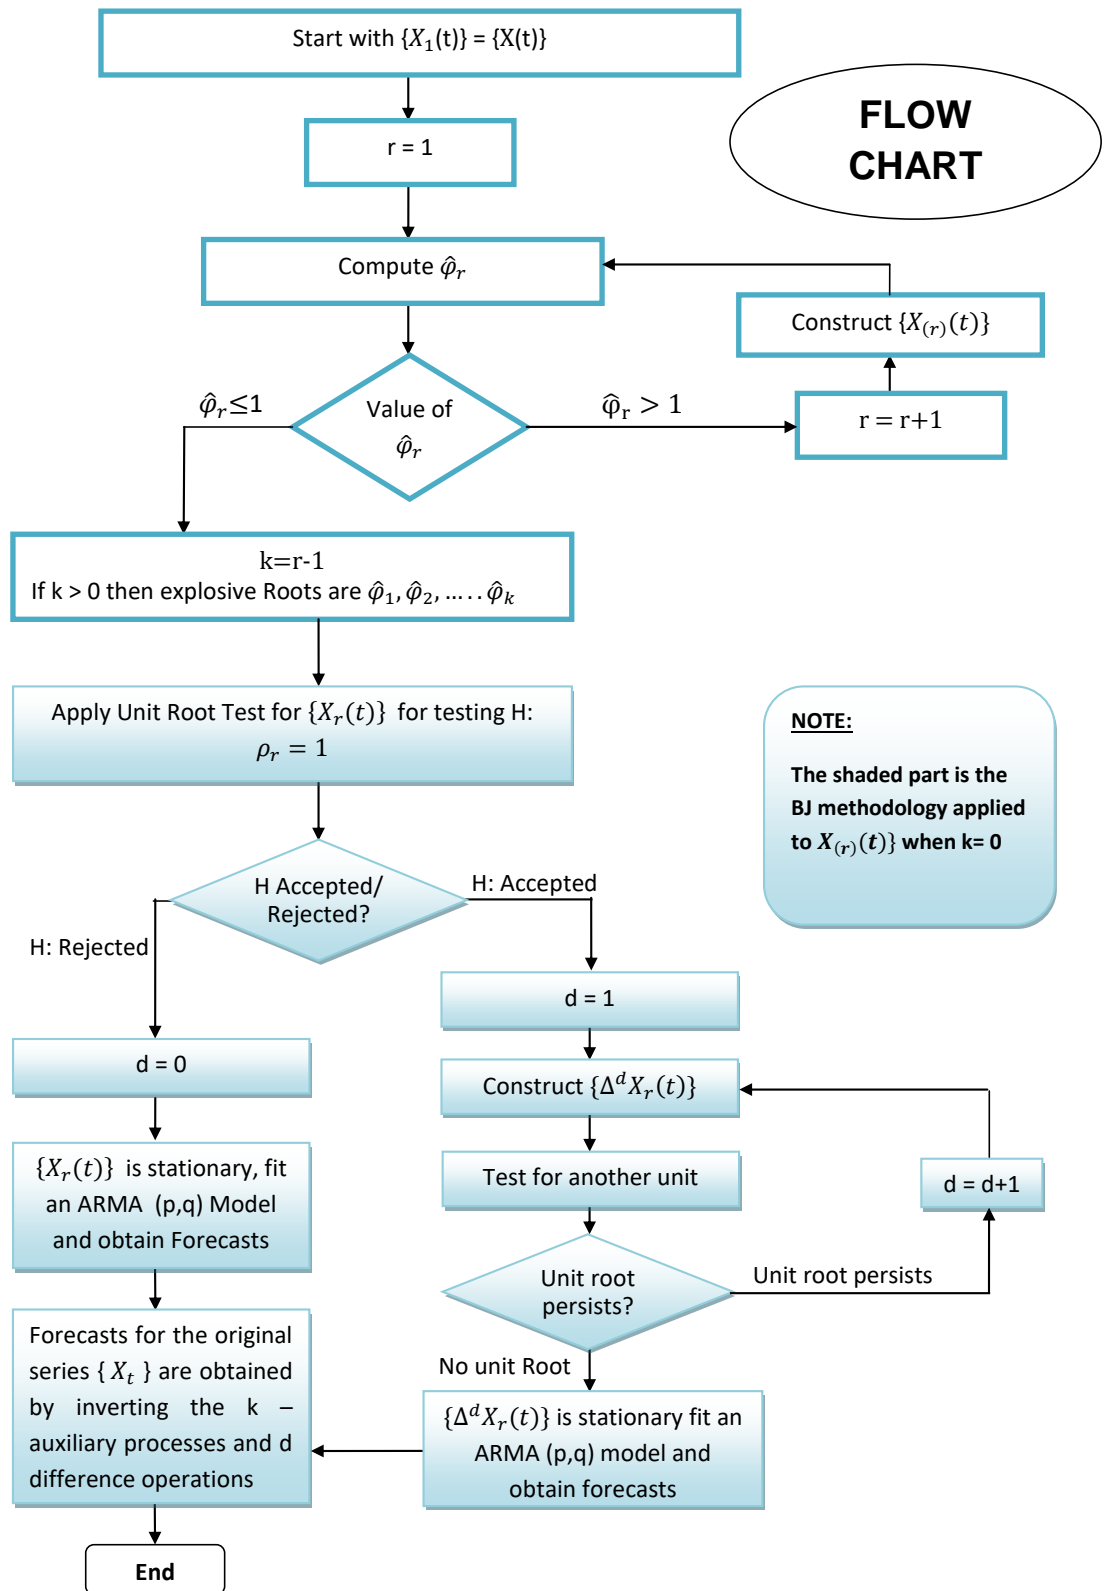 Start with {X₁(t)} = {X(t)}
FLOW
CHART
r = 1
Compute φ̂ᵣ
Construct {X₍ᵣ₎(t)}
φ̂ᵣ≤1
Value of
φ̂ᵣ
φ̂ᵣ > 1
r = r+1
k=r-1
If k > 0 then explosive Roots are φ̂₁, φ̂₂, ..... φ̂ₖ
Apply Unit Root Test for {Xᵣ(t)} for testing H:
ρᵣ = 1
NOTE:
The shaded part is the
BJ methodology applied
to X₍ᵣ₎(t)} when k= 0
H Accepted/
Rejected?
H: Accepted
H: Rejected
d = 1
d = 0
Construct {Δᵈ Xᵣ(t)}
{Xᵣ(t)} is stationary, fit
an ARMA (p,q) Model
and obtain Forecasts
Test for another unit
d = d+1
Unit root
persists?
Unit root persists
Forecasts for the original
series { Xₜ } are obtained
by inverting the k –
auxiliary processes and d
difference operations
No unit Root
{Δᵈ Xᵣ(t)} is stationary fit an
ARMA (p,q) model and
obtain forecasts
End